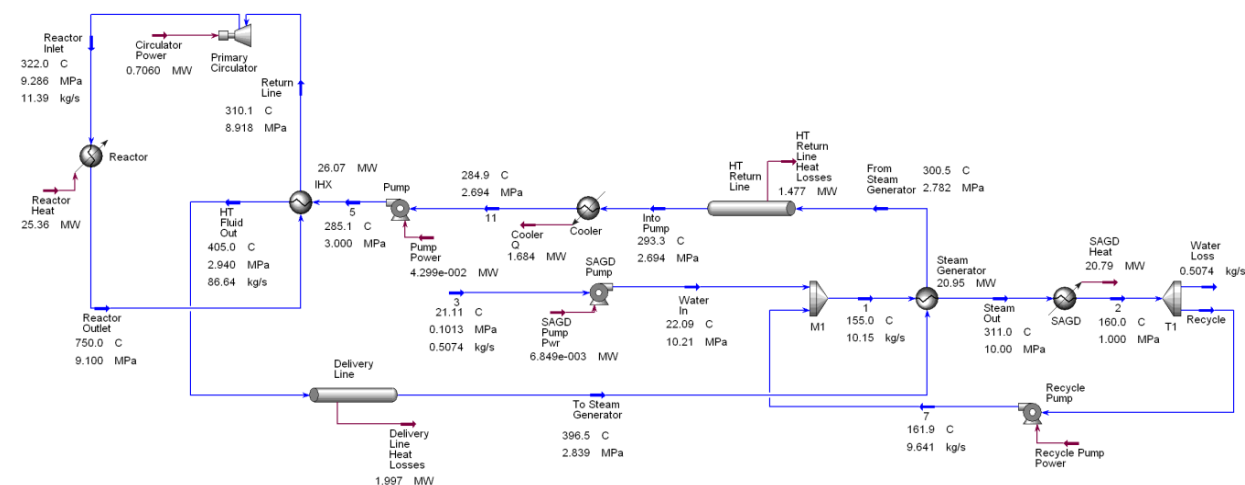 Reactor
Inlet
322.0 C
9.286 MPa
11.39 kg/s
Circulator
Power
0.7060 MW
Primary
Circulator
Return
Line
310.1 C
8.918 MPa
Reactor
Reactor
Heat
25.36 MW
26.07 MW
IHX
HT
Fluid
Out
405.0 C
2.940 MPa
86.64 kg/s
5
285.1 C
3.000 MPa
Pump
Pump
Power
4.299e-002 MW
284.9 C
2.694 MPa
11
Cooler
Cooler
Q
1.684 MW
Into
Pump
293.3 C
2.694 MPa
HT
Return
Line
HT
Return
Line
Heat
Losses
1.477 MW
From
Steam
Generator
300.5 C
2.782 MPa
Reactor
Outlet
750.0 C
9.100 MPa
3
21.11 C
0.1013 MPa
0.5074 kg/s
SAGD
Pump
SAGD
Pump
Pwr
6.849e-003 MW
Water
In
22.09 C
10.21 MPa
M1
1
155.0 C
10.15 kg/s
Steam
Generator
20.95 MW
Steam
Out
311.0 C
10.00 MPa
SAGD
SAGD
Heat
20.79 MW
2
160.0 C
1.000 MPa
T1
Water
Loss
0.5074 kg/s
Recycle
Delivery
Line
Delivery
Line
Heat
Losses
1.997 MW
To Steam
Generator
396.5 C
2.839 MPa
7
161.9 C
9.641 kg/s
Recycle
Pump
Recycle Pump
Power